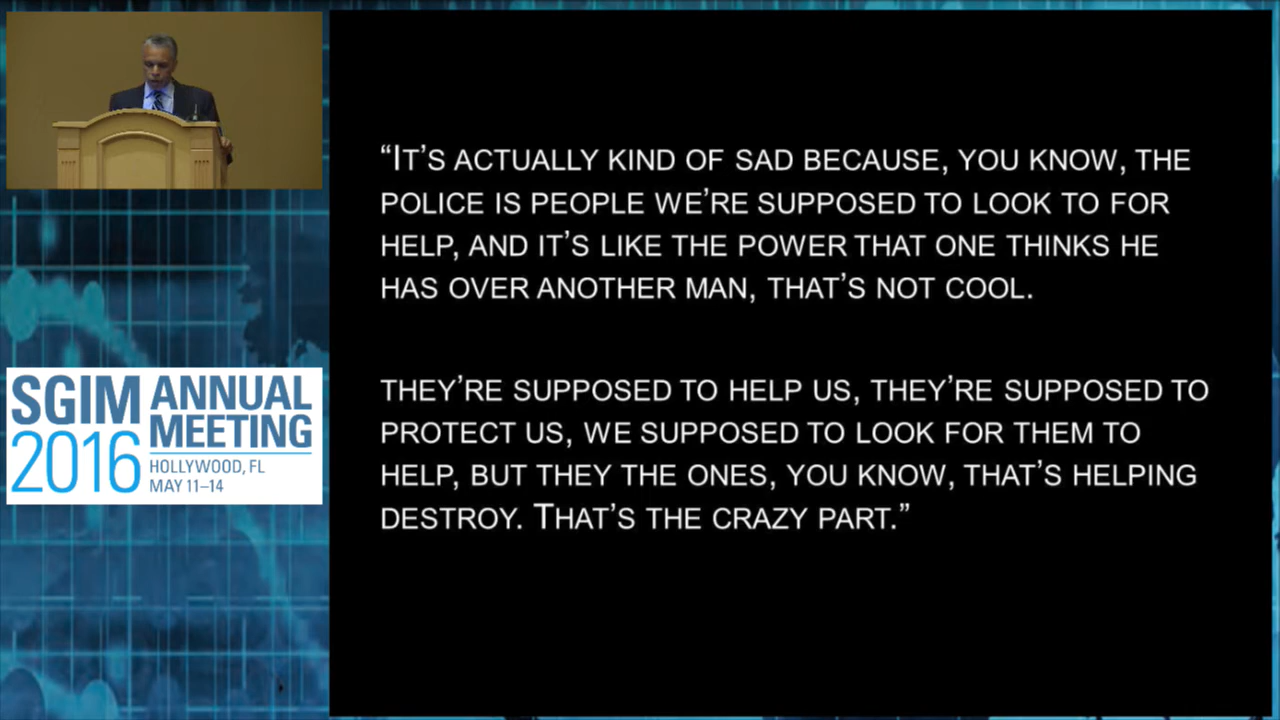 “IT’S ACTUALLY KIND OF SAD BECAUSE, YOU KNOW, THE
POLICE IS PEOPLE WE’RE SUPPOSED TO LOOK TO FOR
HELP, AND IT’S LIKE THE POWER THAT ONE THINKS HE
HAS OVER ANOTHER MAN, THAT’S NOT COOL.
THEY’RE SUPPOSED TO HELP US, THEY’RE SUPPOSED TO
PROTECT US, WE SUPPOSED TO LOOK FOR THEM TO
HELP, BUT THEY THE ONES, YOU KNOW, THAT’S HELPING
DESTROY. THAT’S THE CRAZY PART.”
SGIM ANNUAL
2016 MEETING
HOLLYWOOD, FL
MAY 11–14